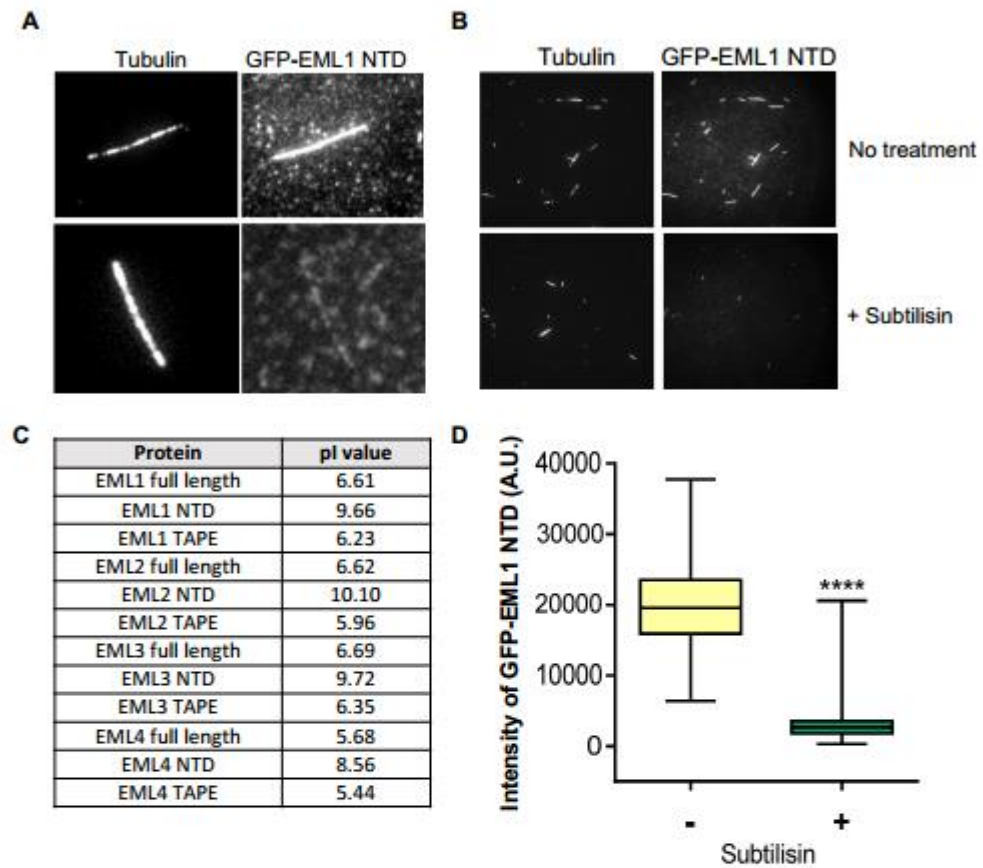 A
Tubulin GFP-EML1 NTD
B
Tubulin GFP-EML1 NTD
No treatment
+ Subtilisin
C
Protein pI value
EML1 full length 6.61
EML1 NTD 9.66
EML1 TAPE 6.23
EML2 full length 6.62
EML2 NTD 10.10
EML2 TAPE 5.96
EML3 full length 6.69
EML3 NTD 9.72
EML3 TAPE 6.35
EML4 full length 5.68
EML4 NTD 8.56
EML4 TAPE 5.44
D
Intensity of GFP-EML1 NTD (A.U.)
40000
30000
20000
10000
0
****
- +
Subtilisin